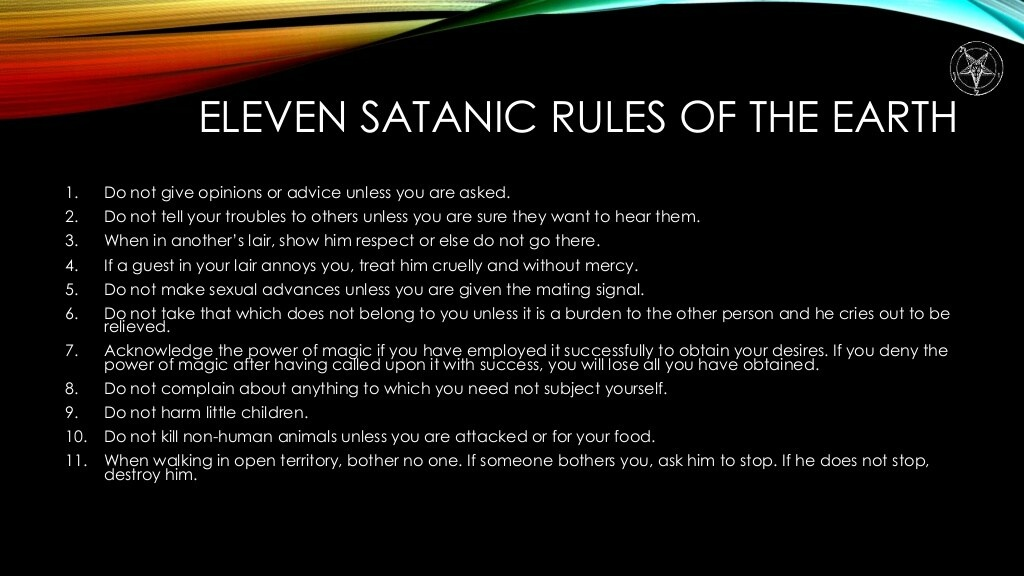 ELEVEN SATANIC RULES OF THE EARTH
1. Do not give opinions or advice unless you are asked.
2. Do not tell your troubles to others unless you are sure they want to hear them.
3. When in another's lair, show him respect or else do not go there.
4. If a guest in your lair annoys you, treat him cruelly and without mercy.
5. Do not make sexual advances unless you are given the mating signal.
6. Do not take that which does not belong to you unless it is a burden to the other person and he cries out to be
relieved.
7. Acknowledge the power of magic if you have employed it successfully to obtain your desires. If you deny the
power of magic after having called upon it with success, you will lose all you have obtained.
8. Do not complain about anything to which you need not subject yourself.
9. Do not harm little children.
10. Do not kill non-human animals unless you are attacked or for your food.
11. When walking in open territory, bother no one. If someone bothers you, ask him to stop. If he does not stop,
destroy him.